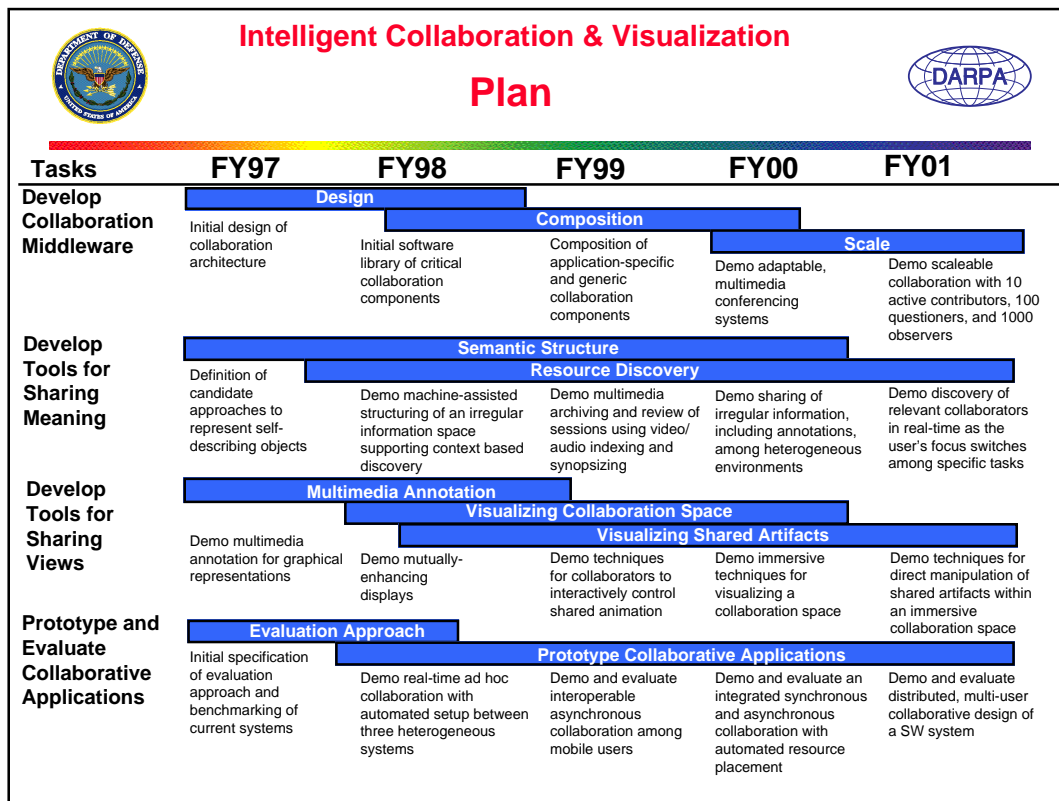 Intelligent Collaboration & Visualization
Plan
DEPARTMENT OF DEFENSE
UNITED STATES OF AMERICA
DARPA
Tasks FY97 FY98 FY99 FY00 FY01
Develop
Collaboration
Middleware
Design
Composition
Scale
Initial design of
collaboration
architecture
Initial software
library of critical
collaboration
components
Composition of
application-specific
and generic
collaboration
components
Demo adaptable,
multimedia
conferencing
systems
Demo scaleable
collaboration with 10
active contributors, 100
questioners, and 1000
observers
Develop
Tools for
Sharing
Meaning
Semantic Structure
Resource Discovery
Definition of
candidate
approaches to
represent self-
describing objects
Demo machine-assisted
structuring of an irregular
information space
supporting context based
discovery
Demo multimedia
archiving and review of
sessions using video/
audio indexing and
synopsizing
Demo sharing of
irregular information,
including annotations,
among heterogeneous
environments
Demo discovery of
relevant collaborators
in real-time as the
user's focus switches
among specific tasks
Develop
Tools for
Sharing
Views
Multimedia Annotation
Visualizing Collaboration Space
Visualizing Shared Artifacts
Demo multimedia
annotation for graphical
representations
Demo mutually-
enhancing
displays
Demo techniques
for collaborators to
interactively control
shared animation
Demo immersive
techniques for
visualizing a
collaboration space
Demo techniques for
direct manipulation of
shared artifacts within
an immersive
collaboration space
Prototype and
Evaluate
Collaborative
Applications
Evaluation Approach
Prototype Collaborative Applications
Initial specification
of evaluation
approach and
benchmarking of
current systems
Demo real-time ad hoc
collaboration with
automated setup between
three heterogeneous
systems
Demo and evaluate
interoperable
asynchronous
collaboration among
mobile users
Demo and evaluate an
integrated synchronous
and asynchronous
collaboration with
automated resource
placement
Demo and evaluate
distributed, multi-user
collaborative design of
a SW system